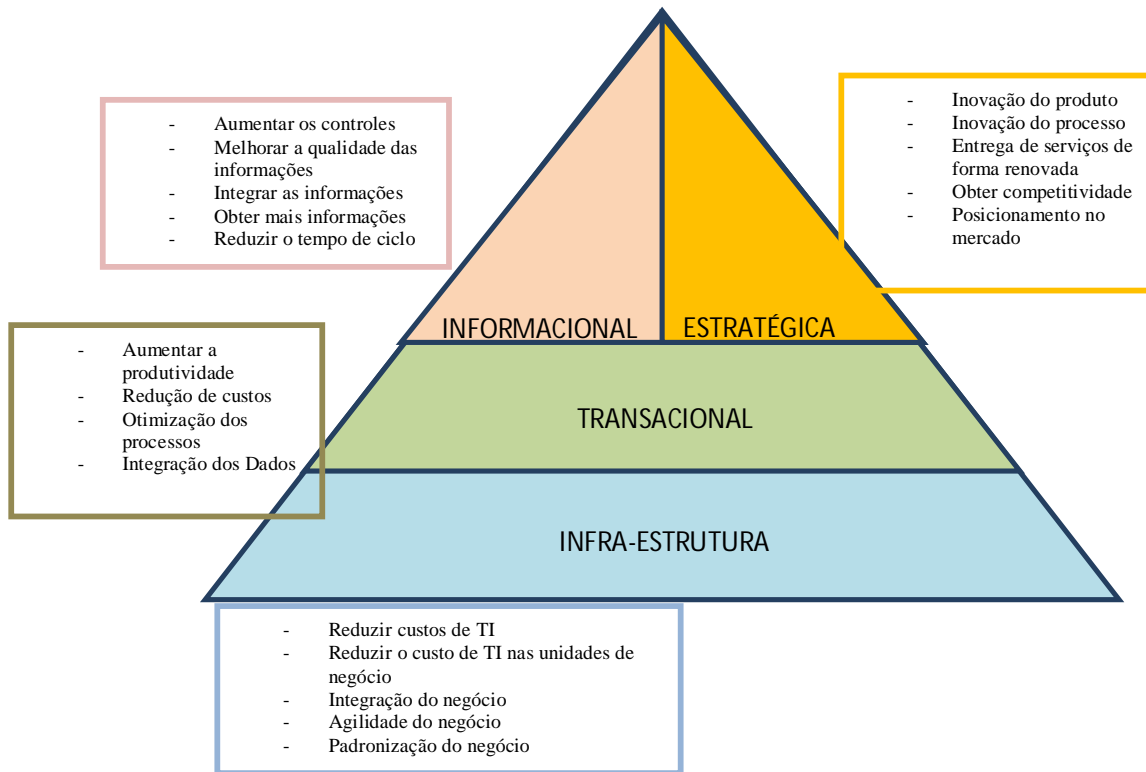 - Aumentar os controles
- Melhorar a qualidade das
informações
- Integrar as informações
- Obter mais informações
- Reduzir o tempo de ciclo
- Inovação do produto
- Inovação do processo
- Entrega de serviços de
forma renovada
- Obter competitividade
- Posicionamento no
mercado
INFORMACIONAL
ESTRATÉGICA
- Aumentar a
produtividade
- Redução de custos
- Otimização dos
processos
- Integração dos Dados
TRANSACIONAL
INFRA-ESTRUTURA
- Reduzir custos de TI
- Reduzir o custo de TI nas unidades de
negócio
- Integração do negócio
- Agilidade do negócio
- Padronização do negócio